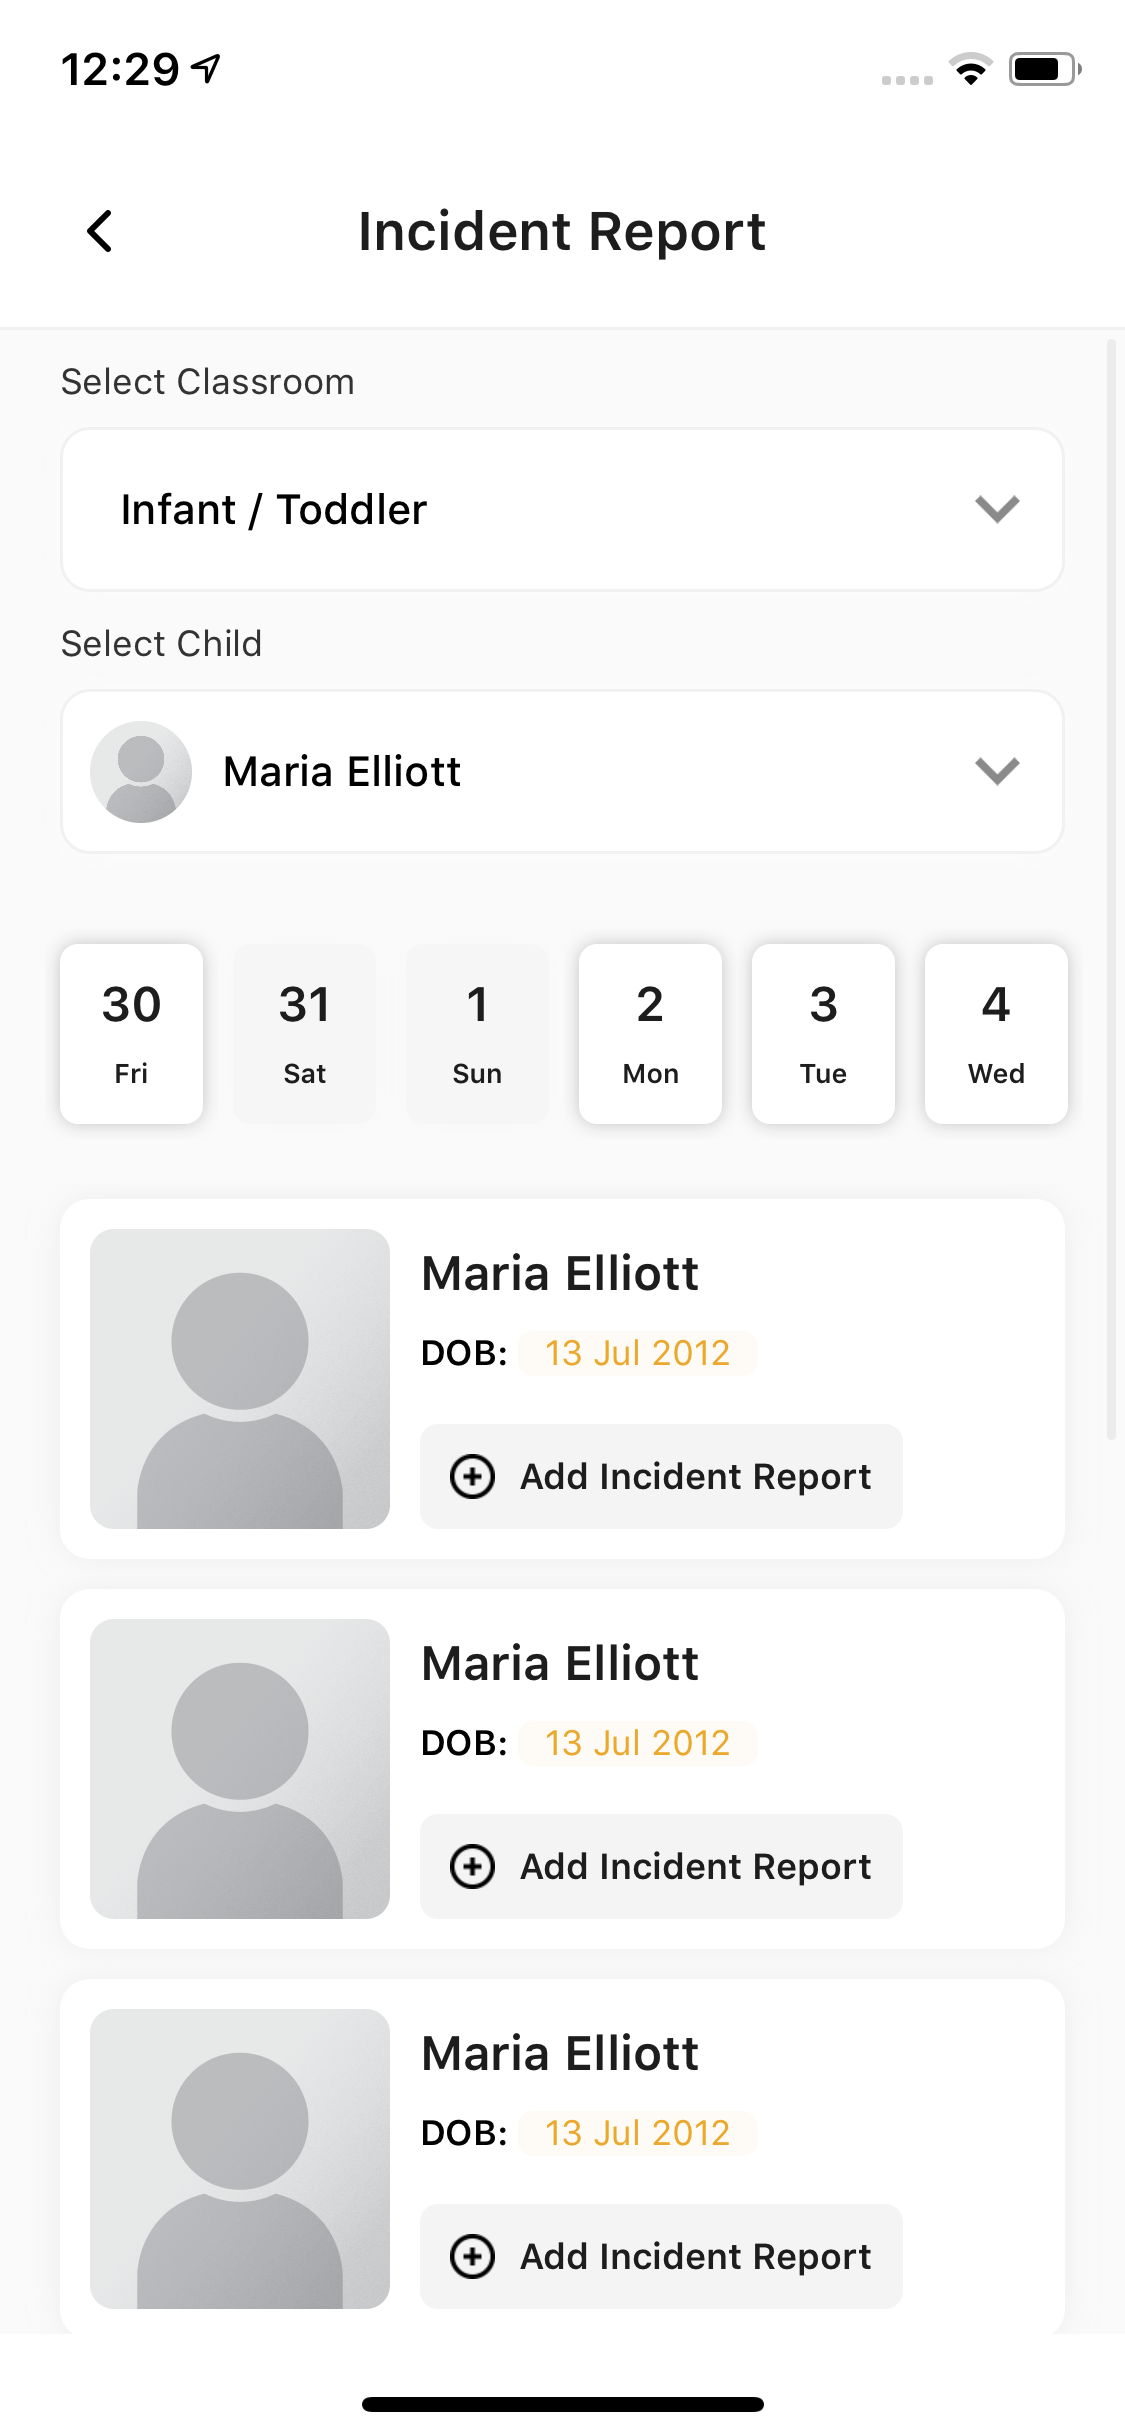 12:29
Incident Report
Select Classroom
Infant / Toddler
Select Child
Maria Elliott
30 31 1 2 3 4
Fri Sat Sun Mon Tue Wed
Maria Elliott
DOB: 13 Jul 2012
Add Incident Report
Maria Elliott
DOB: 13 Jul 2012
Add Incident Report
Maria Elliott
DOB: 13 Jul 2012
Add Incident Report